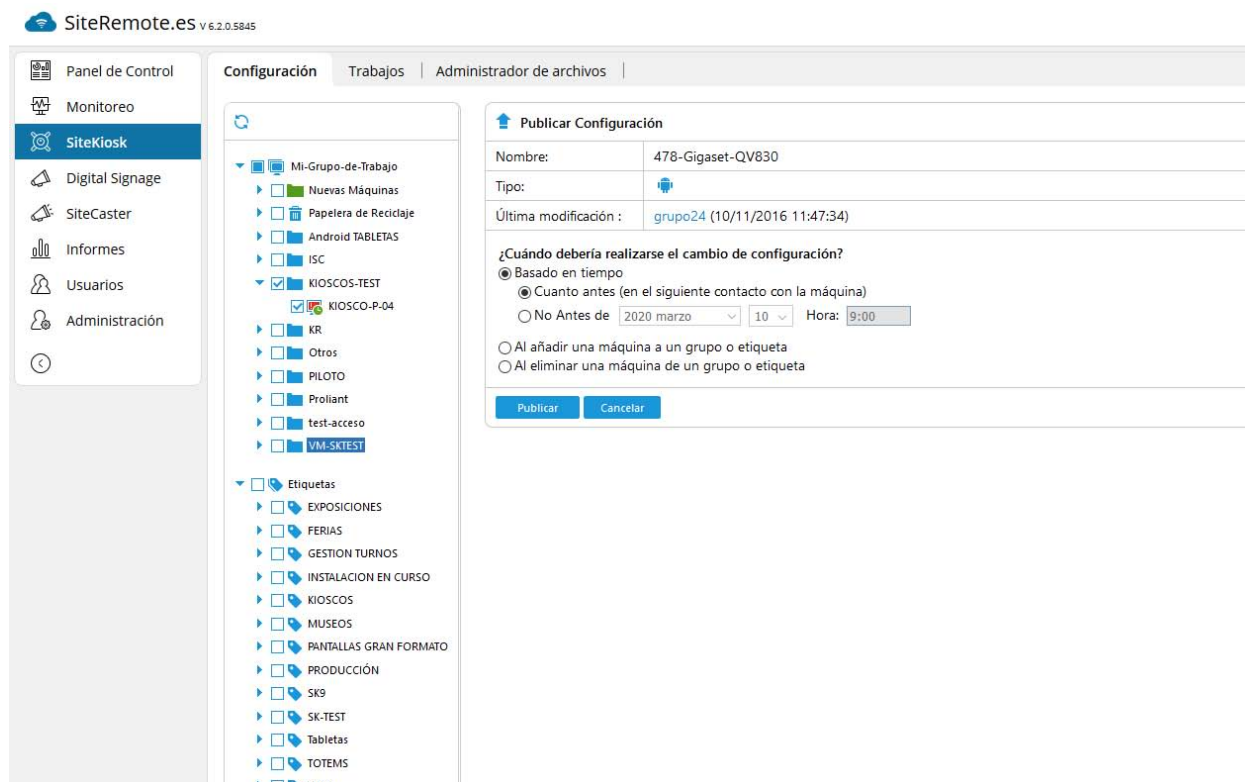 SiteRemote.es V 6.2.0.5845
Panel de Control
Monitoreo
SiteKiosk
Digital Signage
SiteCaster
Informes
Usuarios
Administración
Configuración
Trabajos
Administrador de archivos
Mi-Grupo-de-Trabajo
Nuevas Máquinas
Papelera de Reciclaje
Android TABLETAS
ISC
KIOSCOS-TEST
KIOSCO-P-04
KR
Otros
PILOTO
Proliant
test-acceso
VM-SKTEST
Etiquetas
EXPOSICIONES
FERIAS
GESTION TURNOS
INSTALACION EN CURSO
KIOSCOS
MUSEOS
PANTALLAS GRAN FORMATO
PRODUCCIÓN
SK9
SK-TEST
Tabletas
TOTEMS
Publicar Configuración
Nombre: 478-Gigaset-QV830
Tipo:
Última modificación : grupo24 (10/11/2016 11:47:34)
¿Cuándo debería realizarse el cambio de configuración?
Basado en tiempo
Cuanto antes (en el siguiente contacto con la máquina)
No Antes de 2020 marzo 10 Hora: 9:00
Al añadir una máquina a un grupo o etiqueta
Al eliminar una máquina de un grupo o etiqueta
Publicar Cancelar